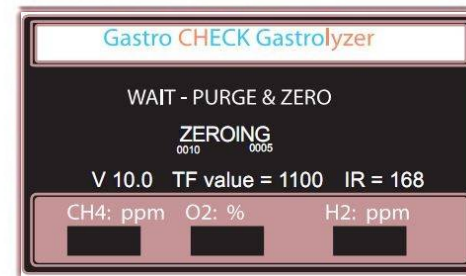 Gastro CHECK Gastrolyzer
WAIT - PURGE & ZERO
ZEROING
0010 0005
V 10.0 TF value = 1100 IR = 168
CH4: ppm O2: % H2: ppm